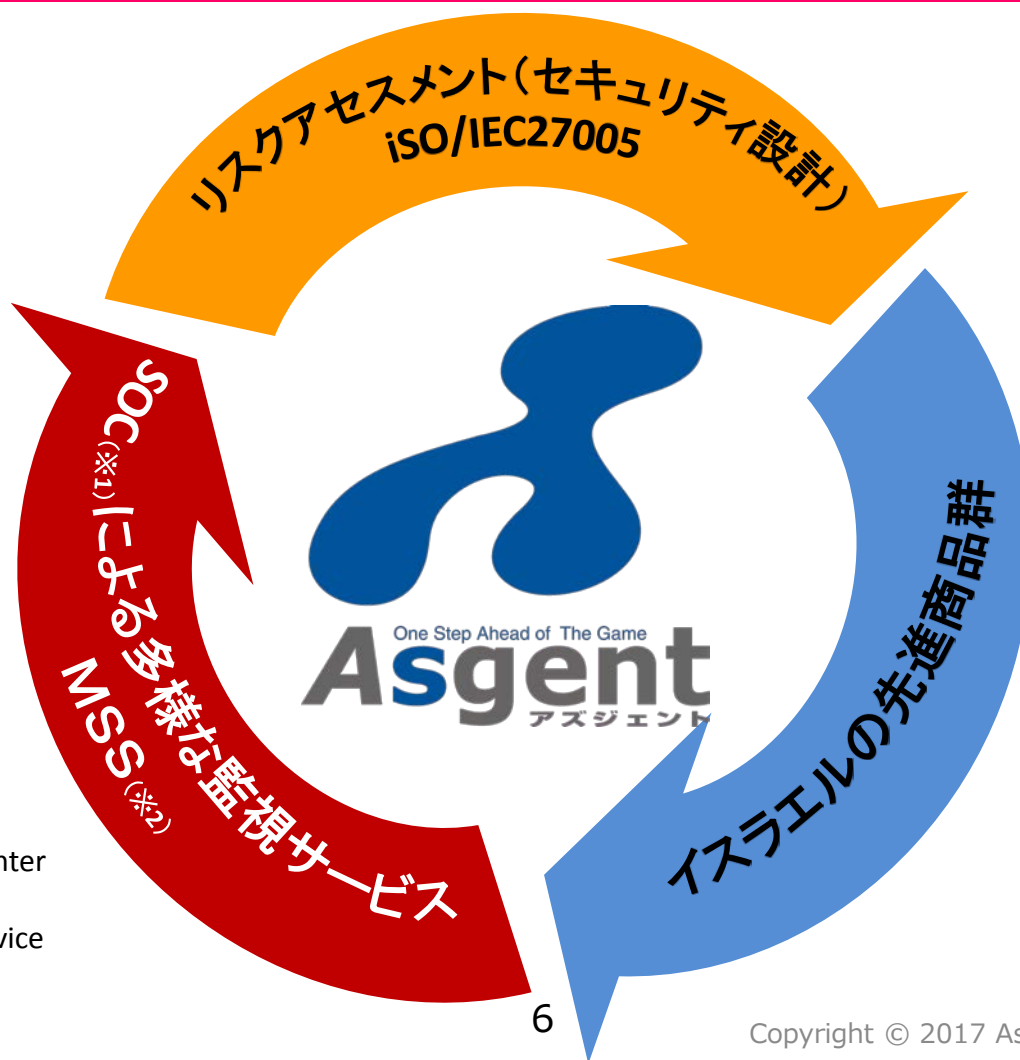 リスクアセスメント（セキュリティ設計）
iSO/IEC27005
イスラエルの先進商品群
SOC(※1)による多様な監視サービス
MSS(※2)
One Step Ahead of The Game
Asgent
アズジェント
nter
vice
6
Copyright © 2017 As